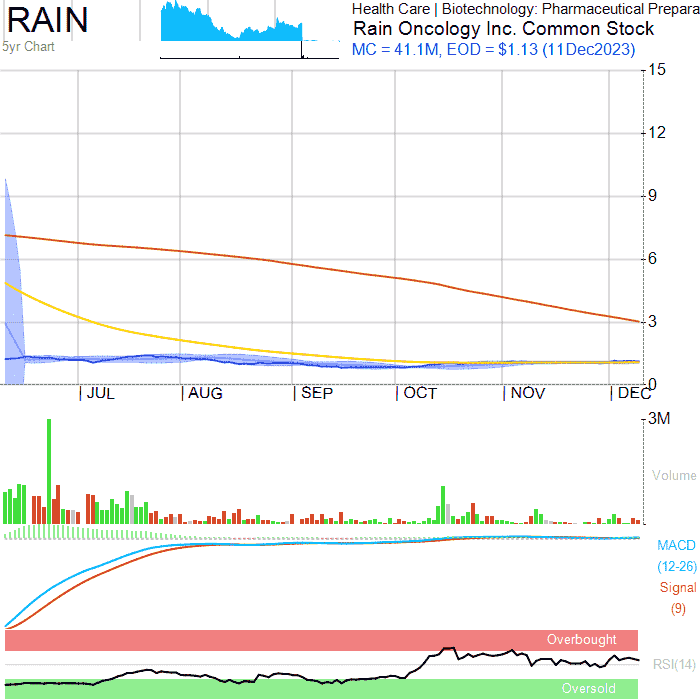 RAIN
5yr Chart
Health Care | Biotechnology: Pharmaceutical Prepara
Rain Oncology Inc. Common Stock
MC = 41.1M, EOD = $1.13 (11Dec2023)
15
12
9
6
3
0
JUL
AUG
SEP
OCT
NOV
DEC
3M
Volume
MACD
(12-26)
Signal
(9)
Overbought
RSI(14)
Oversold